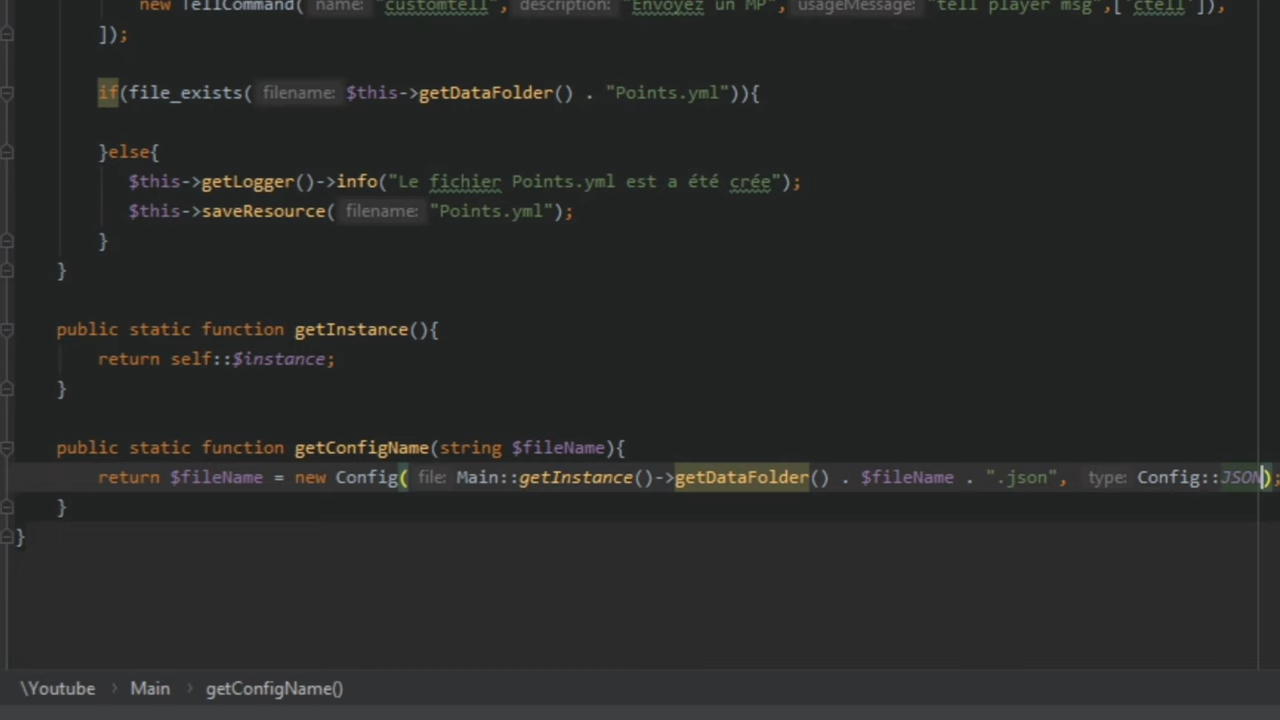 new TellCommand( name: "customtell", description: "Envoyez un MP", usageMessage: "tell player msg",['ctell']),
]);
if(file_exists( filename: $this->getDataFolder() . "Points.yml")){
}else{
$this->getLogger()->info("Le fichier Points.yml est a été crée");
$this->saveResource( filename: "Points.yml");
}
}
public static function getInstance(){
return self::$instance;
}
public static function getConfigName(string $fileName){
return $fileName = new Config( file: Main::getInstance()->getDataFolder() . $fileName . ".json", type: Config::JSON);
}
}
\Youtube › Main › getConfigName()